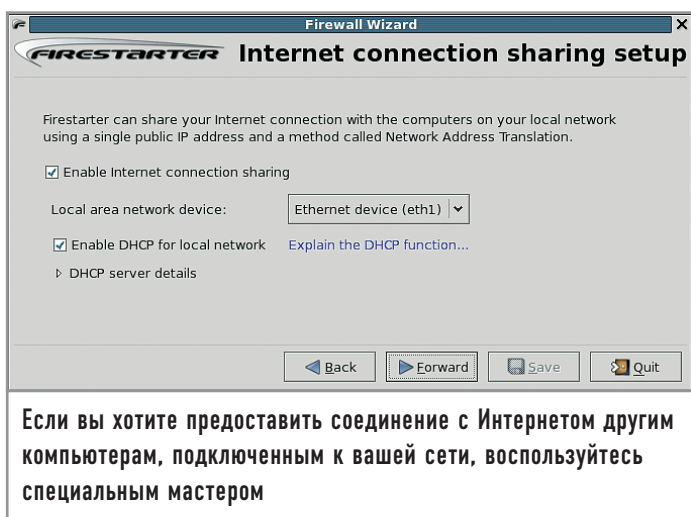 Firewall Wizard
FIRESTARTER Internet connection sharing setup
Firestarter can share your Internet connection with the computers on your local network
using a single public IP address and a method called Network Address Translation.
Enable Internet connection sharing
Local area network device: Ethernet device (eth1)
Enable DHCP for local network Explain the DHCP function...
DHCP server details
Back Forward Save Quit
Если вы хотите предоставить соединение с Интернетом другим
компьютерам, подключенным к вашей сети, воспользуйтесь
специальным мастером